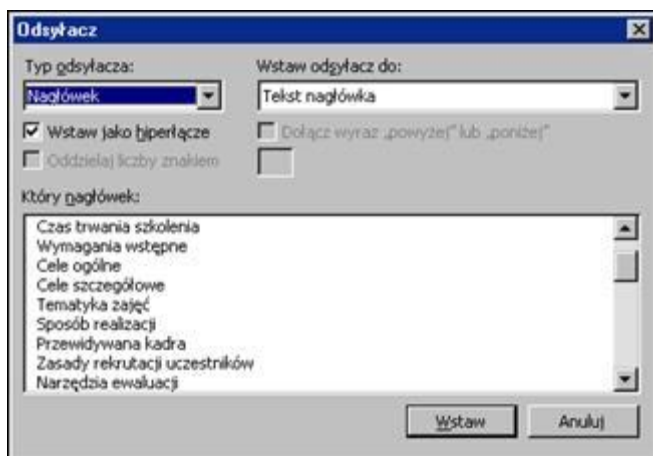 Odsyłacz
Typ odsyłacza:
Wstaw odsyłacz do:
Nagłówek
Tekst nagłówka
Wstaw jako hiperłącze
Dołącz wyraz „powyżej” lub „poniżej”
Oddzielaj liczby znakiem
Który nagłówek:
Czas trwania szkolenia
Wymagania wstępne
Cele ogólne
Cele szczegółowe
Tematyka zajęć
Sposób realizacji
Przewidywana kadra
Zasady rekrutacji uczestników
Narzędzia ewaluacji
Wstaw
Anuluj